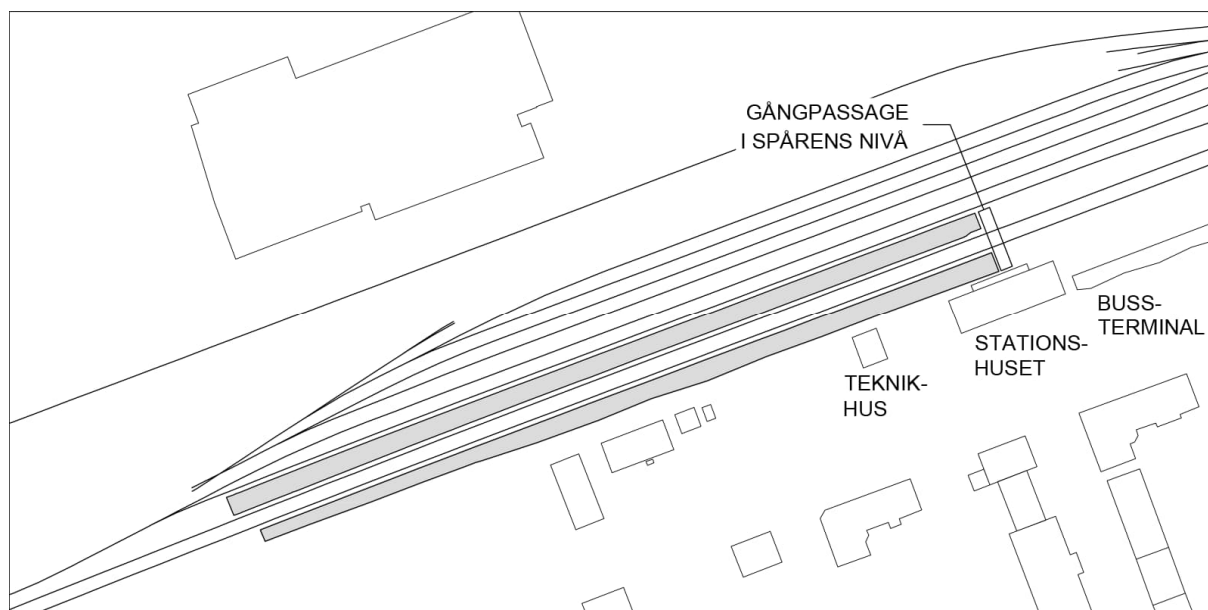 GÅNGPASSAGE
I SPÅRENS NIVÅ
BUSS-
TERMINAL
STATIONS-
HUSET
TEKNIK-
HUS